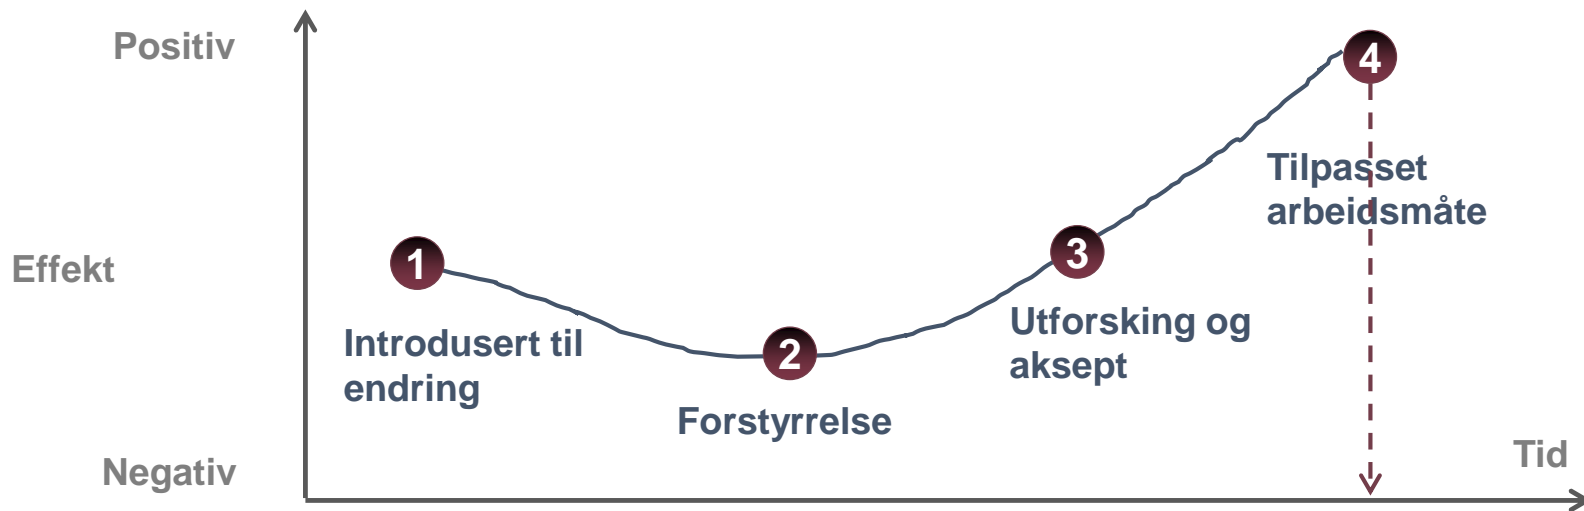 Positiv
4
Tilpasset
arbeidsmåte
Effekt
1
3
Introdusert til
endring
2
Utforsking og
aksept
Forstyrrelse
Negativ
Tid